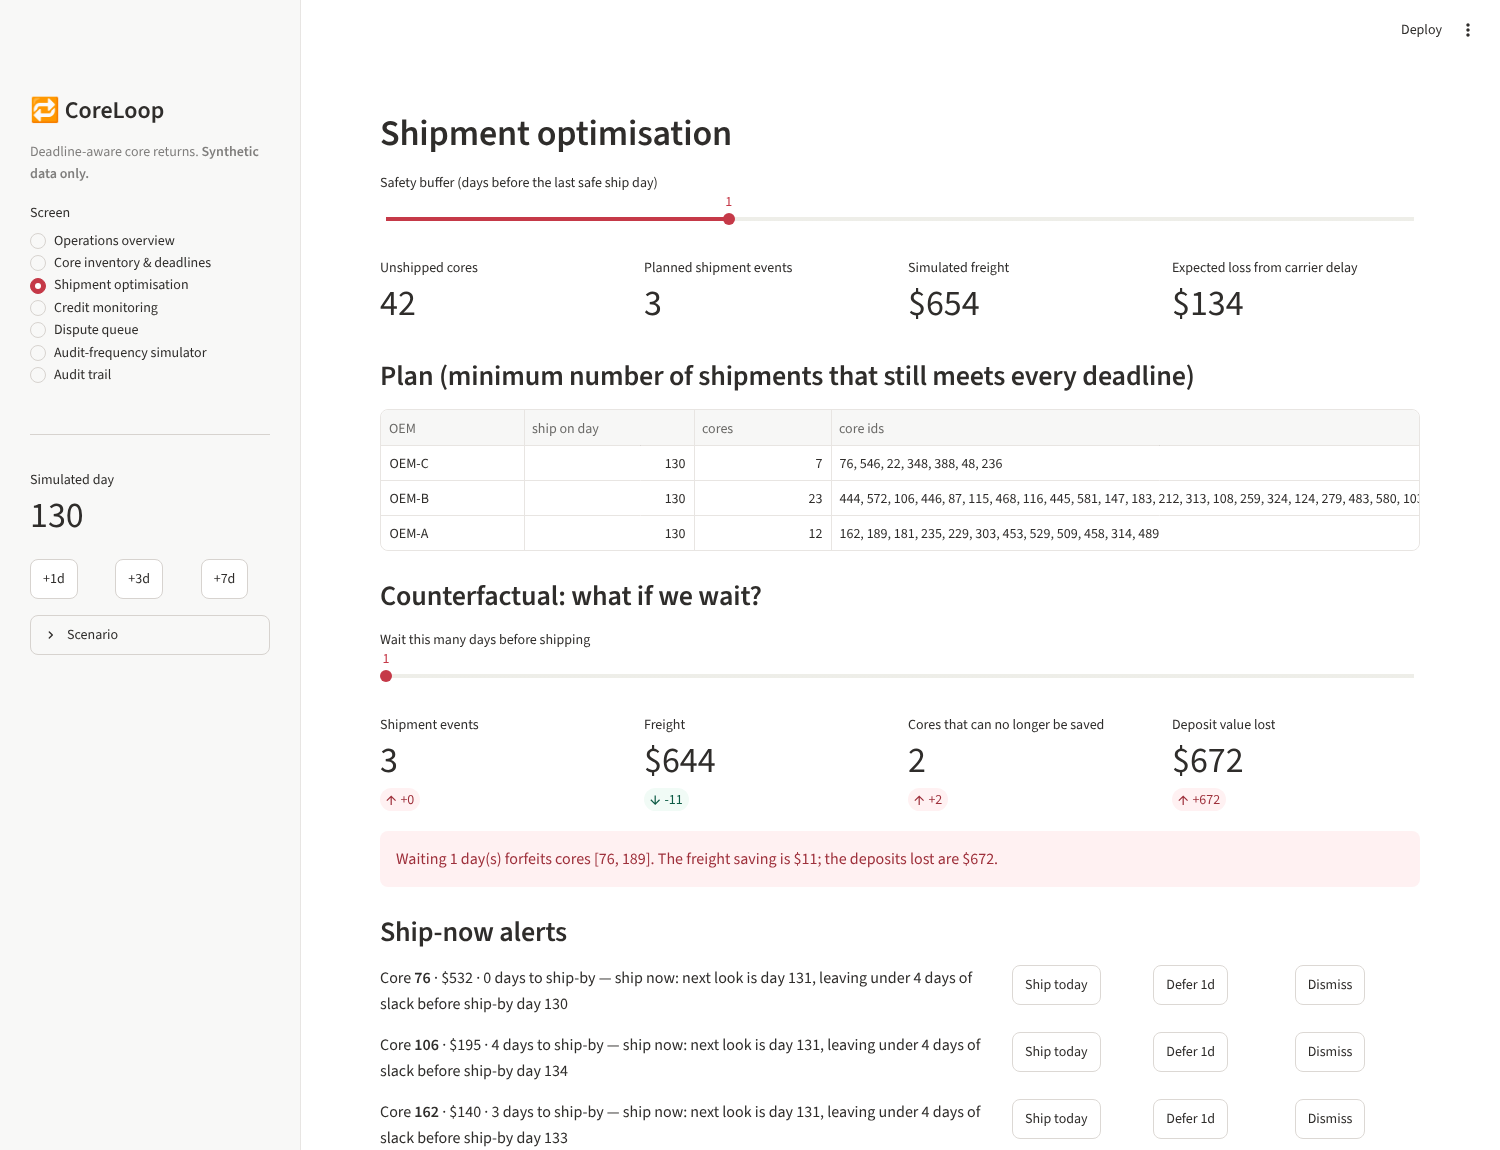 Deploy
🔁 CoreLoop
Deadline-aware core returns. Synthetic
data only.
Screen
Operations overview
Core inventory & deadlines
Shipment optimisation
Credit monitoring
Dispute queue
Audit-frequency simulator
Audit trail
Simulated day
130
+1d +3d +7d
Scenario
Shipment optimisation
Safety buffer (days before the last safe ship day)
1
Unshipped cores Planned shipment events Simulated freight Expected loss from carrier delay
42 3 $654 $134
Plan (minimum number of shipments that still meets every deadline)
OEM ship on day cores core ids
OEM-C 130 7 76, 546, 22, 348, 388, 48, 236
OEM-B 130 23 444, 572, 106, 446, 87, 115, 468, 116, 445, 581, 147, 183, 212, 313, 108, 259, 324, 124, 279, 483, 580,
OEM-A 130 12 162, 189, 181, 235, 229, 303, 453, 529, 509, 458, 314, 489
Counterfactual: what if we wait?
Wait this many days before shipping
1
Shipment events Freight Cores that can no longer be saved Deposit value lost
3 $644 2 $672
↑ +0 ↓ -11 ↑ +2 ↑ +672
Waiting 1 day(s) forfeits cores [76, 189]. The freight saving is $11; the deposits lost are $672.
Ship-now alerts
Core 76 · $532 · 0 days to ship-by — ship now: next look is day 131, leaving under 4 days of
slack before ship-by day 130
Ship today Defer 1d Dismiss
Core 106 · $195 · 4 days to ship-by — ship now: next look is day 131, leaving under 4 days of
slack before ship-by day 134
Ship today Defer 1d Dismiss
Core 162 · $140 · 3 days to ship-by — ship now: next look is day 131, leaving under 4 days of
slack before ship-by day 133
Ship today Defer 1d Dismiss